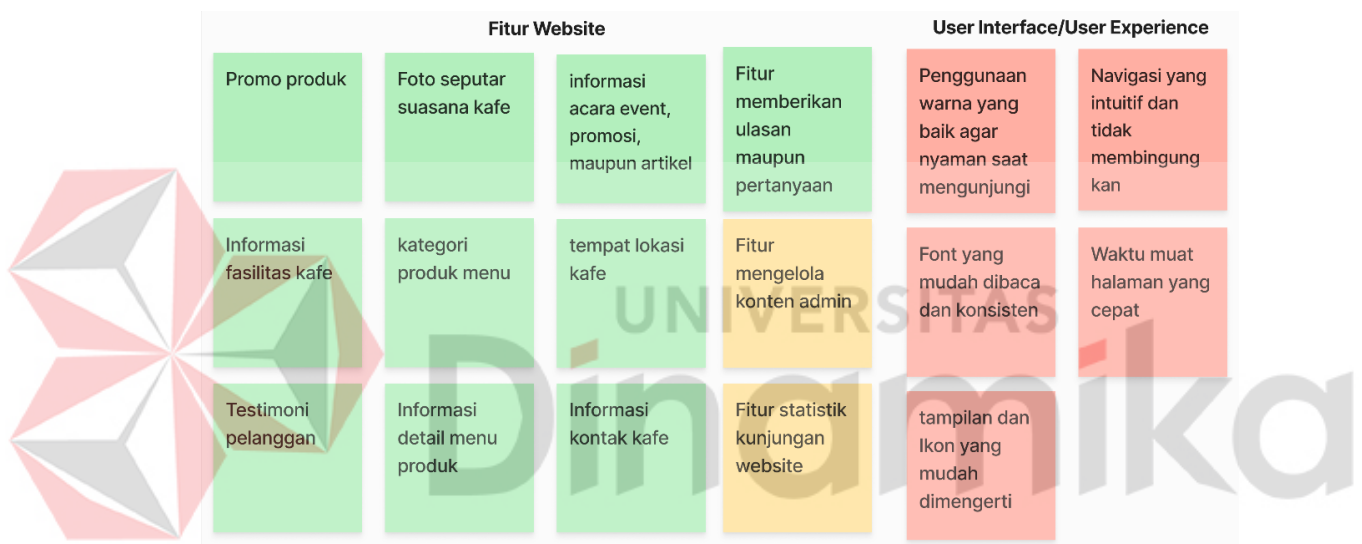 Fitur Website
User Interface/User Experience
Promo produk
Foto seputar
suasana kafe
informasi
acara event,
promosi,
maupun artikel
Fitur
memberikan
ulasan
maupun
pertanyaan
Penggunaan
warna yang
baik agar
nyaman saat
mengunjungi
Navigasi yang
intuitif dan
tidak
membingung
kan
Informasi
fasilitas kafe
kategori
produk menu
tempat lokasi
kafe
Fitur
mengelola
konten admin
Font yang
mudah dibaca
dan konsisten
Waktu muat
halaman yang
cepat
Testimoni
pelanggan
Informasi
detail menu
produk
Informasi
kontak kafe
Fitur statistik
kunjungan
website
tampilan dan
Ikon yang
mudah
dimengerti
UNIVERSITAS
Dinamika